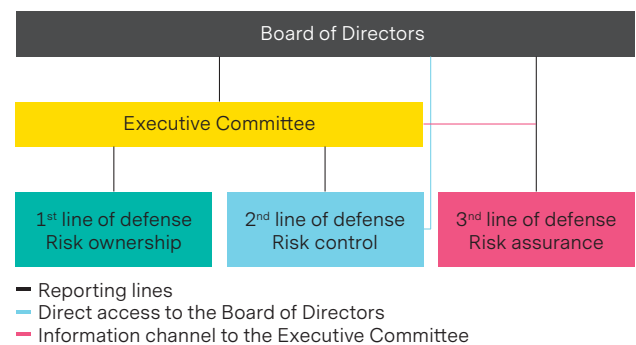 Board of Directors
Executive Committee
1st line of defense
Risk ownership
2nd line of defense
Risk control
3rd line of defense
Risk assurance
Reporting lines
Direct access to the Board of Directors
Information channel to the Executive Committee